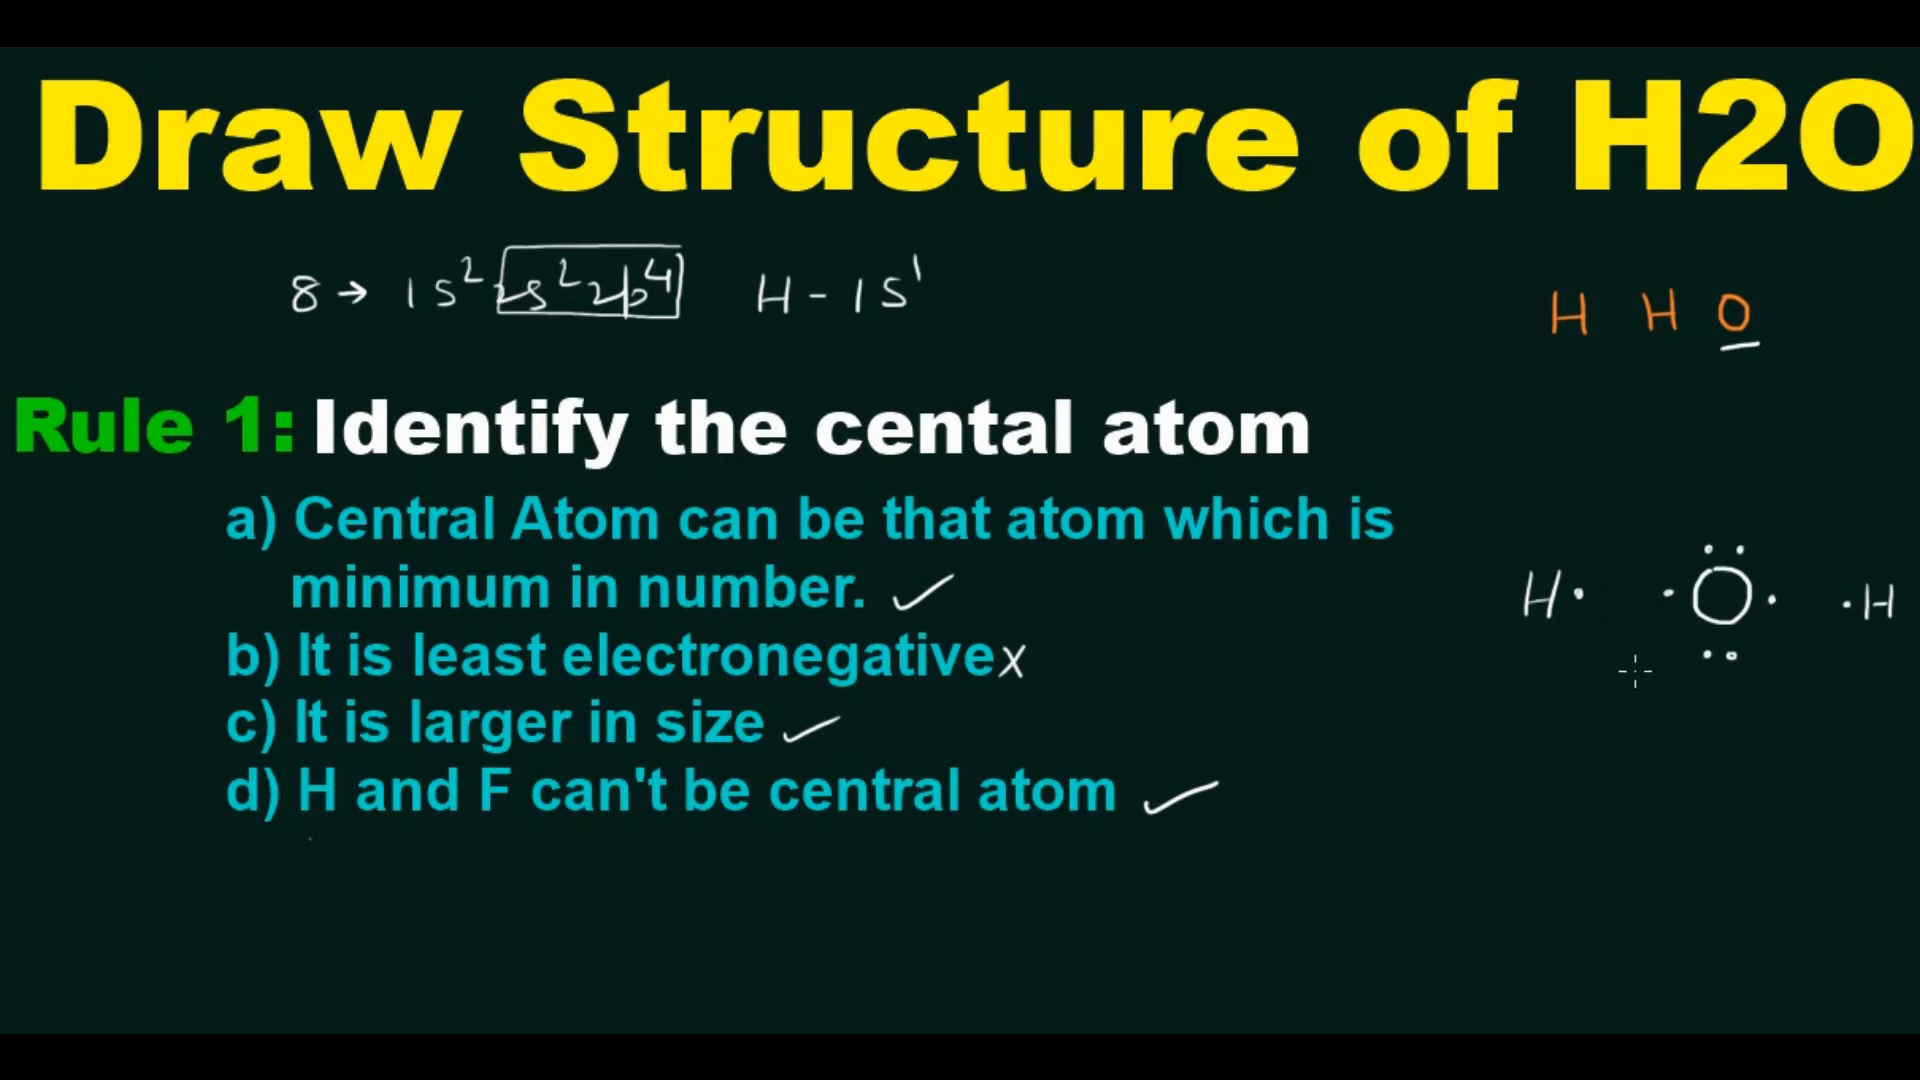 Draw Structure of H2O
8 → 1s² 2s² 2p⁴ H - 1s¹
H H O
Rule 1: Identify the cental atom
a) Central Atom can be that atom which is
minimum in number. ✓
b) It is least electronegative x
H· ·O· ·H
c) It is larger in size ✓
d) H and F can't be central atom ✓